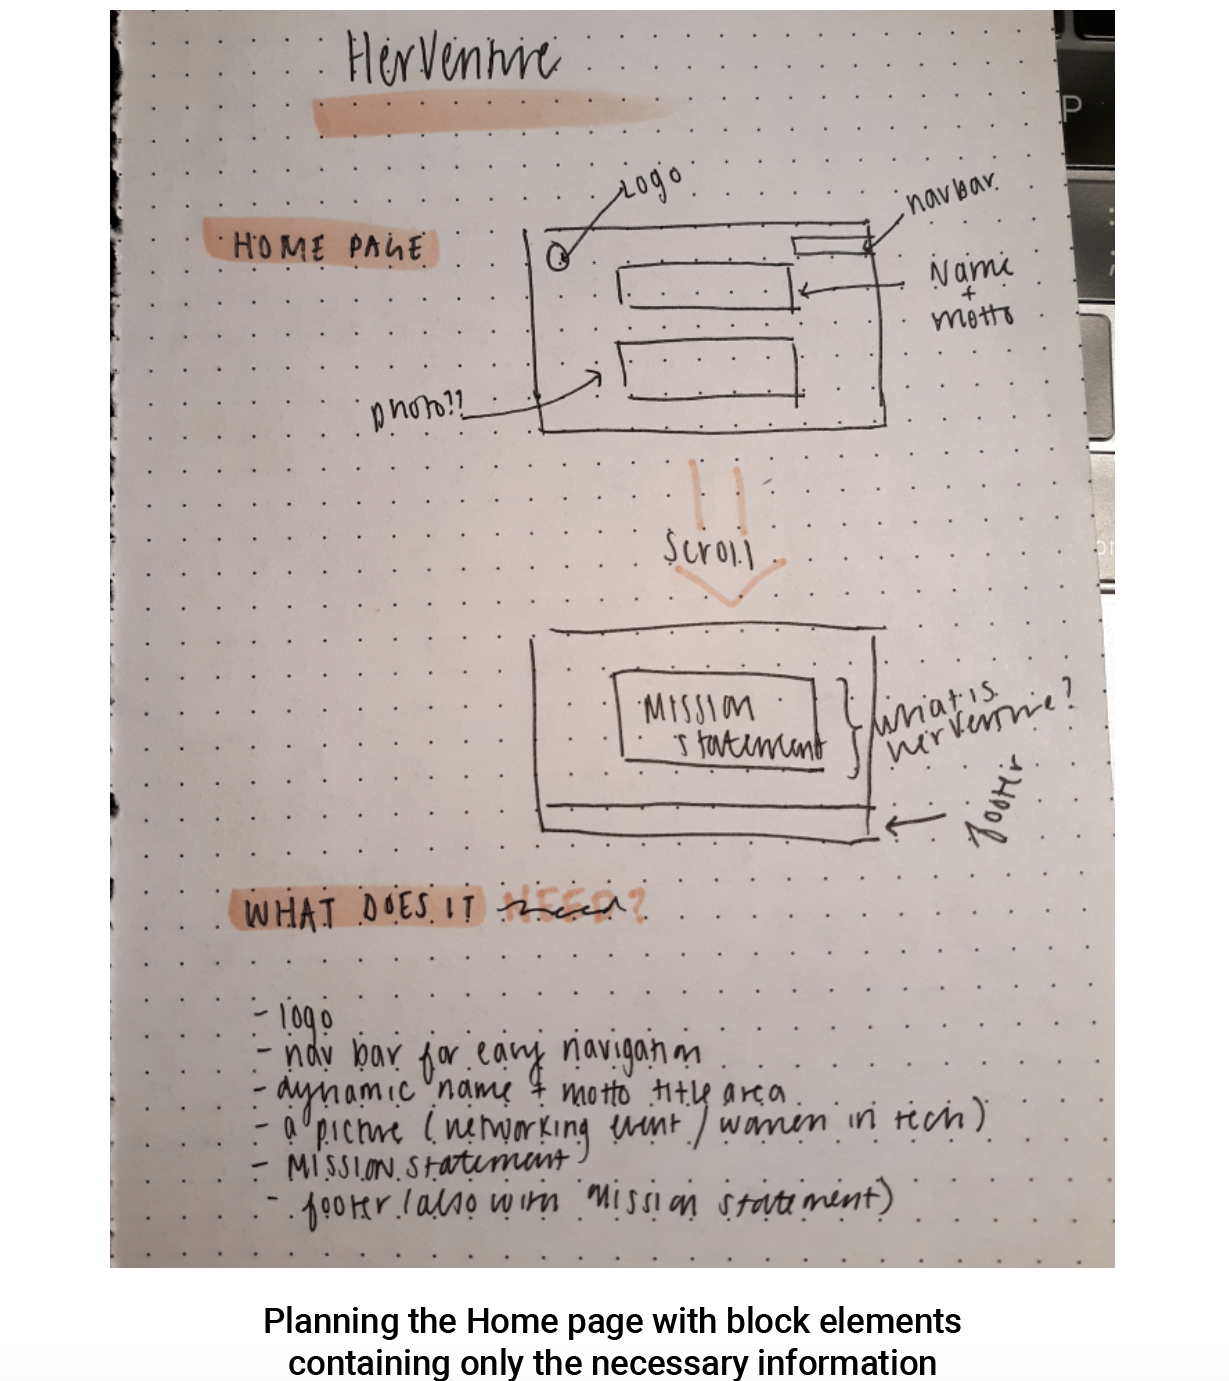 HerVenture
Logo
navbar
HOME PAGE
Name
+
motto
photo!!
Scroll
MISSION
statement
what is
herventure?
footer
WHAT DOES IT need NEED?
- logo
- nav bar for easy navigation
- dynamic name + motto title area
- a picture (networking event / women in tech)
- MISSION statement
- footer (also with mission statement)
P
Planning the Home page with block elements
containing only the necessary information